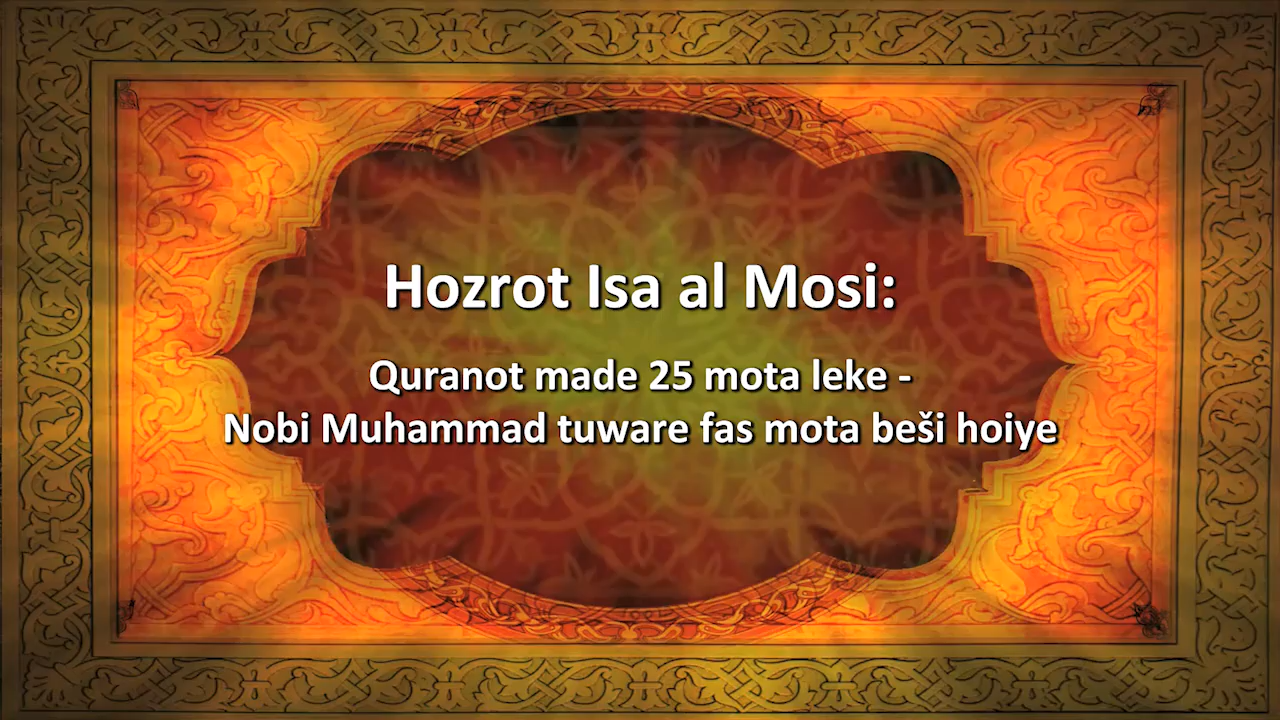 Hozrot Isa al Mosi:
Quranot made 25 mota leke -
Nobi Muhammad tuware fas mota beši hoiye